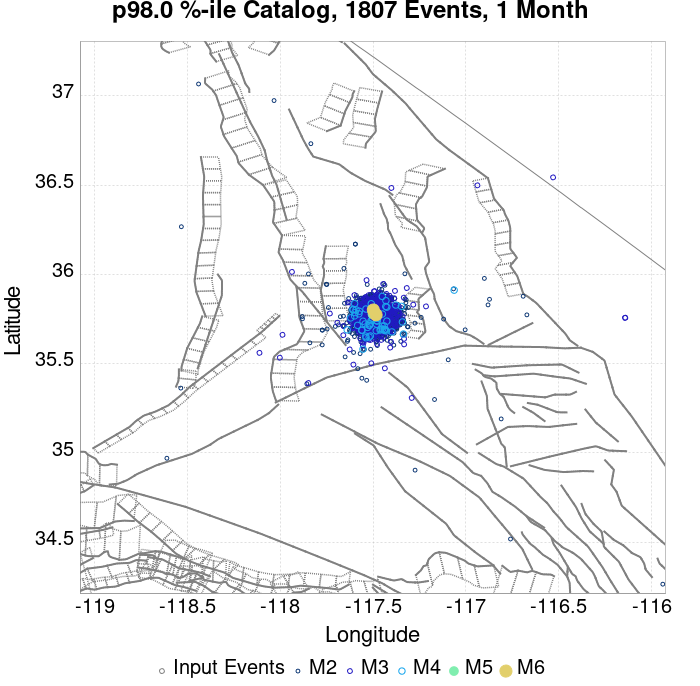 p98.0 %-ile Catalog, 1807 Events, 1 Month
37
36.5
36
35.5
35
34.5
Latitude
-119 -118.5 -118 -117.5 -117 -116.5 -116
Longitude
Input Events M2 M3 M4 M5 M6